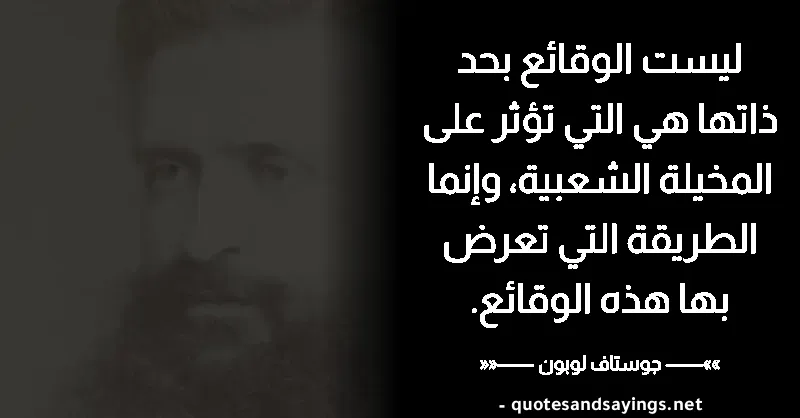 ليست الوقائع بحد
ذاتها هي التي تؤثر على
المخيلة الشعبية، وإنما
الطريقة التي تعرض
بها هذه الوقائع.
»»—— جوستاف لوبون ——««
- quotesandsayings.net